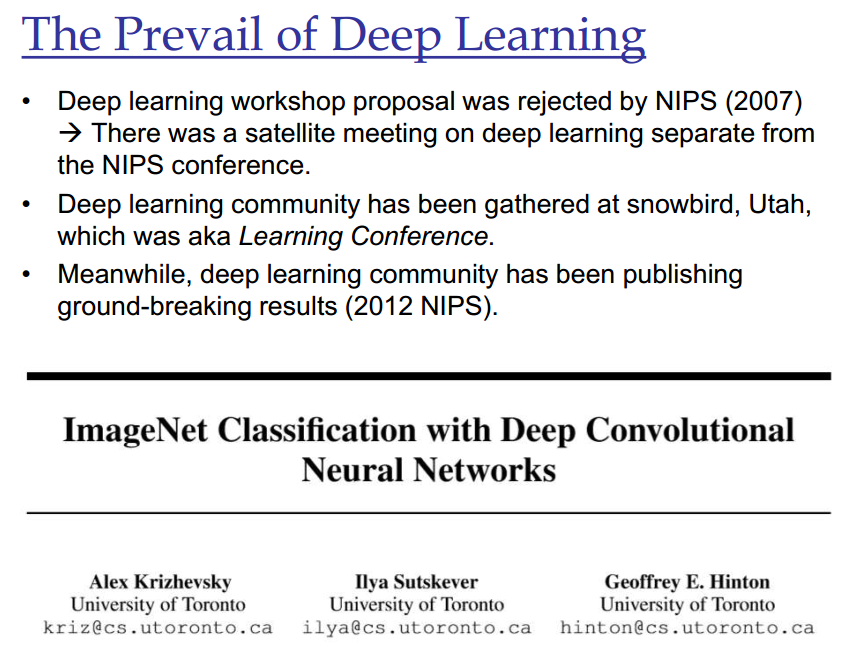 The Prevail of Deep Learning
• Deep learning workshop proposal was rejected by NIPS (2007)
→ There was a satellite meeting on deep learning separate from
the NIPS conference.
• Deep learning community has been gathered at snowbird, Utah,
which was aka Learning Conference.
• Meanwhile, deep learning community has been publishing
ground-breaking results (2012 NIPS).
ImageNet Classification with Deep Convolutional
Neural Networks
Alex Krizhevsky Ilya Sutskever Geoffrey E. Hinton
University of Toronto University of Toronto University of Toronto
kriz@cs.utoronto.ca ilya@cs.utoronto.ca hinton@cs.utoronto.ca